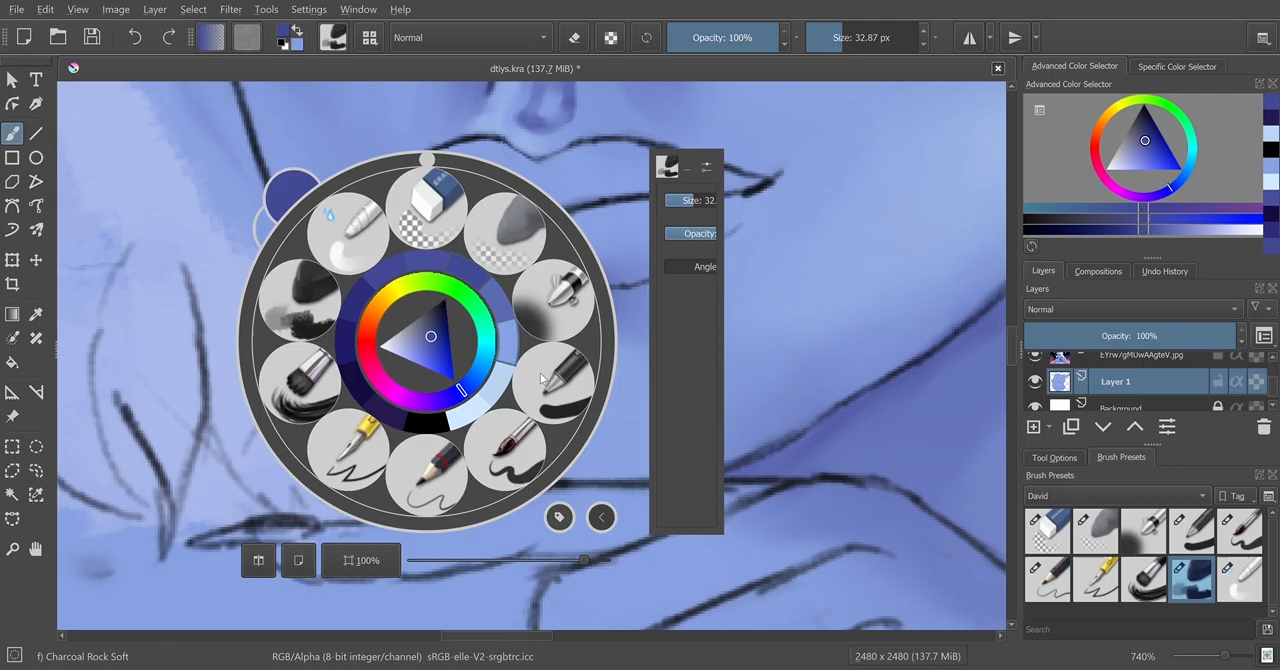 File Edit View Image Layer Select Filter Tools Settings Window Help
Normal Opacity: 100% Size: 32.87 px
dtiys.kra (137.7 MiB) *
Advanced Color Selector Specific Color Selector
Advanced Color Selector
Size: 32.
Opacity:
Angle
100%
Layers Compositions Undo History
Layers
Normal
Opacity: 100%
EYrw7gMUwAAgteV.jpg
Layer 1
Background
Tool Options Brush Presets
Brush Presets
David Tag
Search
f) Charcoal Rock Soft RGB/Alpha (8-bit integer/channel) sRGB-elle-V2-srgbtrc.icc 2480 x 2480 (137.7 MiB) 740%